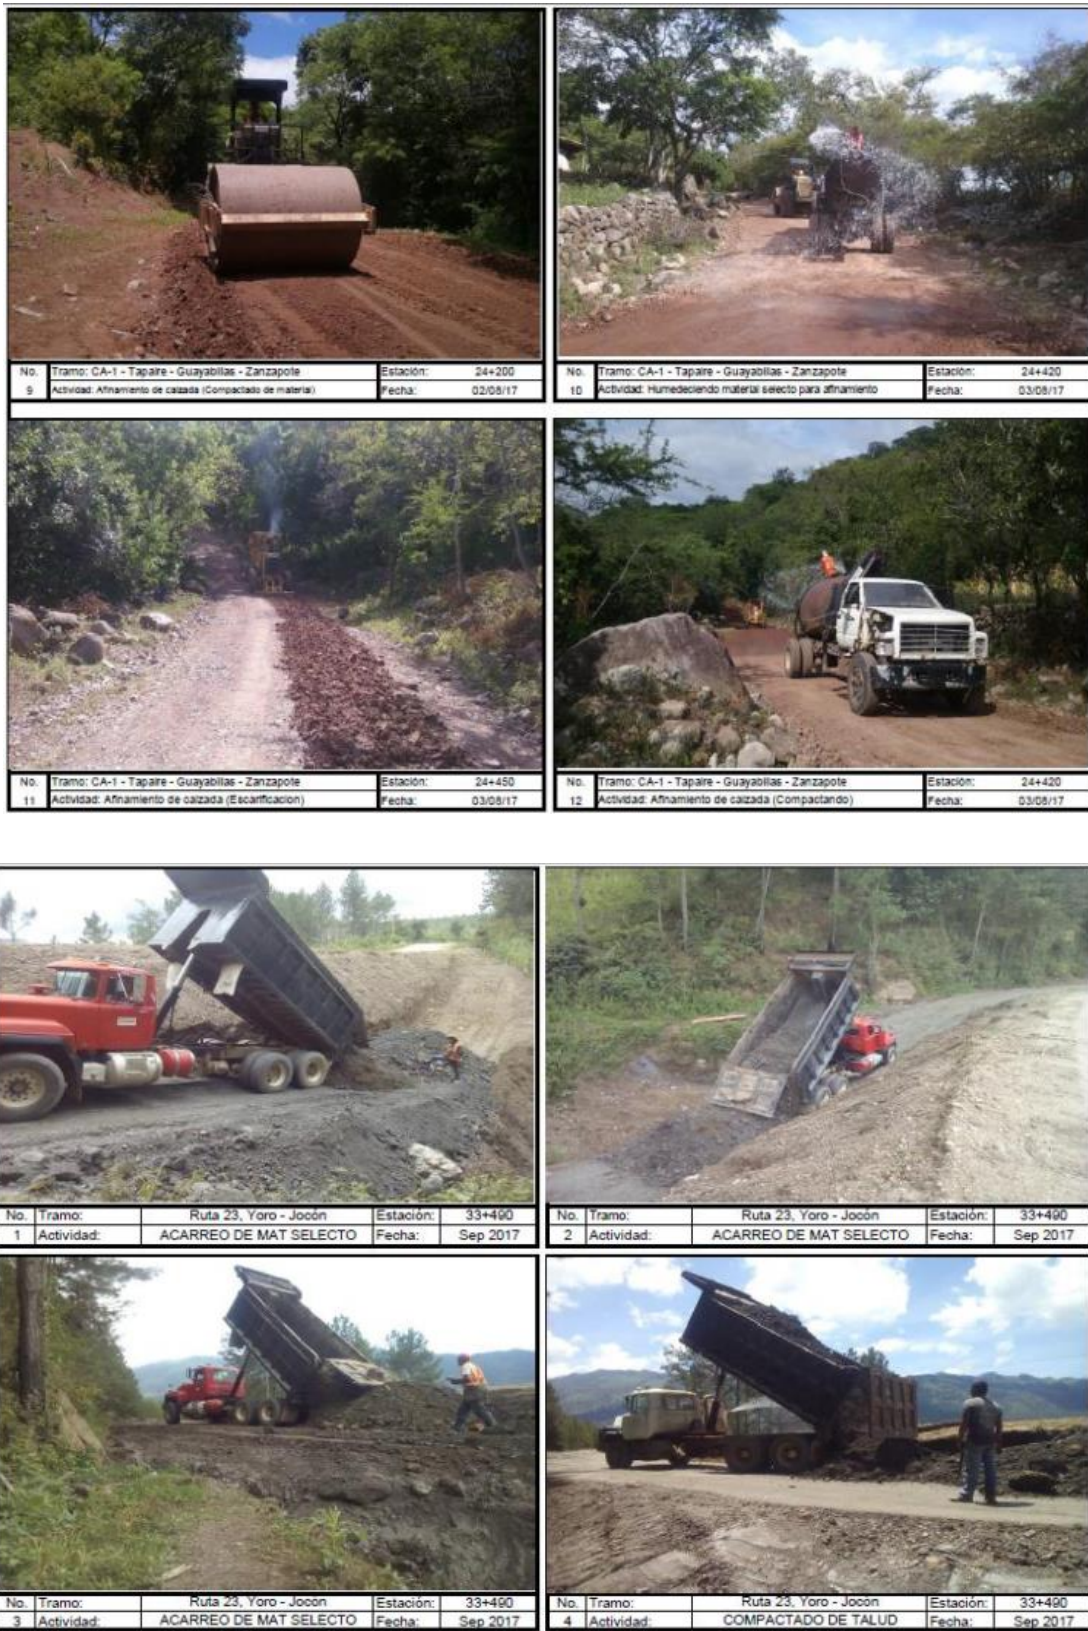 No. Tramo: CA-1 - Tapaire - Guayabillas - Zanzapote Estación: 24+200
9 Actividad: Afinamiento de calzada (Compactado de material) Fecha: 02/08/17
No. Tramo: CA-1 - Tapaire - Guayabillas - Zanzapote Estación: 24+420
10 Actividad: Humedeciendo material selecto para afinamiento Fecha: 03/08/17
No. Tramo: CA-1 - Tapaire - Guayabillas - Zanzapote Estación: 24+450
11 Actividad: Afinamiento de calzada (Escarificacion) Fecha: 03/08/17
No. Tramo: CA-1 - Tapaire - Guayabillas - Zanzapote Estación: 24+420
12 Actividad: Afinamiento de calzada (Compactando) Fecha: 03/08/17
No. Tramo: Ruta 23, Yoro - Jocón Estación: 33+490
1 Actividad: ACARREO DE MAT SELECTO Fecha: Sep 2017
No. Tramo: Ruta 23, Yoro - Jocón Estación: 33+490
2 Actividad: ACARREO DE MAT SELECTO Fecha: Sep 2017
No. Tramo: Ruta 23, Yoro - Jocón Estación: 33+490
3 Actividad: ACARREO DE MAT SELECTO Fecha: Sep 2017
No. Tramo: Ruta 23, Yoro - Jocón Estación: 33+490
4 Actividad: COMPACTADO DE TALUD Fecha: Sep 2017